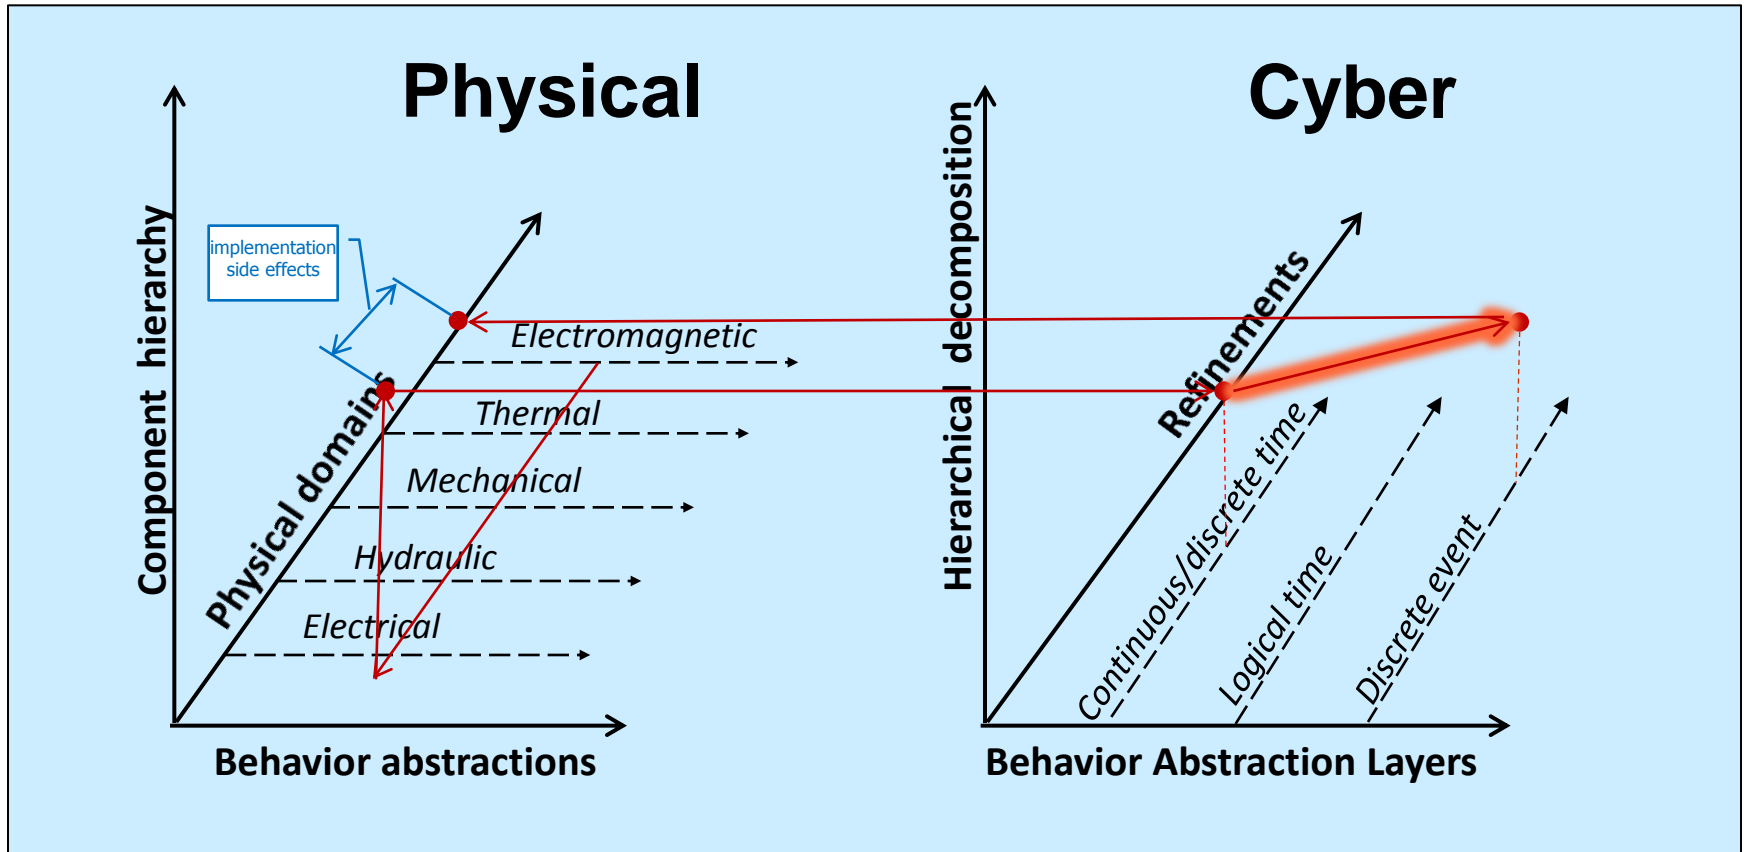 Physical
Cyber
Component hierarchy
implementation
side effects
Physical domains
Electromagnetic
Thermal
Mechanical
Hydraulic
Electrical
Behavior abstractions
Hierarchical decomposition
Refinements
Continuous/discrete time
Logical time
Discrete event
Behavior Abstraction Layers